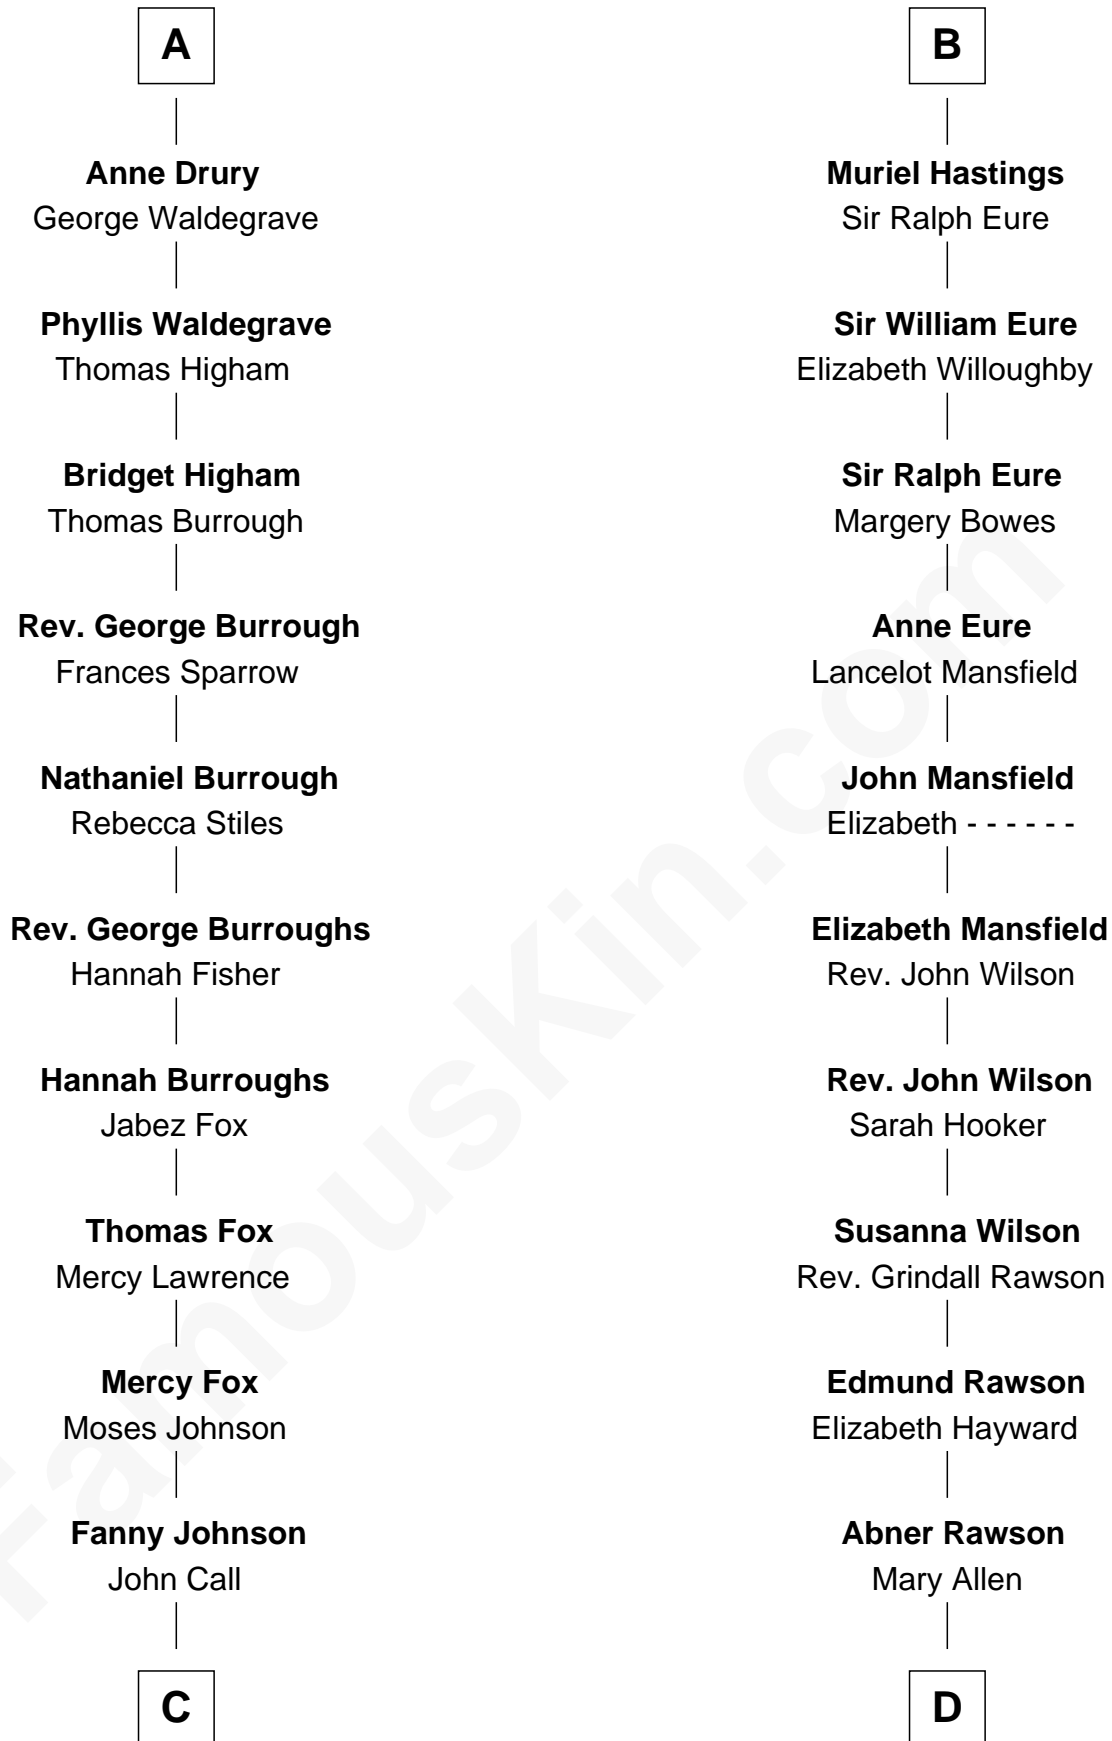 A
Anne Drury
George Waldegrave
Phyllis Waldegrave
Thomas Higham
Bridget Higham
Thomas Burrough
Rev. George Burrough
Frances Sparrow
Nathaniel Burrough
Rebecca Stiles
Rev. George Burroughs
Hannah Fisher
Hannah Burroughs
Jabez Fox
Thomas Fox
Mercy Lawrence
Mercy Fox
Moses Johnson
Fanny Johnson
John Call
C
B
Muriel Hastings
Sir Ralph Eure
Sir William Eure
Elizabeth Willoughby
Sir Ralph Eure
Margery Bowes
Anne Eure
Lancelot Mansfield
John Mansfield
Elizabeth - - - - - -
Elizabeth Mansfield
Rev. John Wilson
Rev. John Wilson
Sarah Hooker
Susanna Wilson
Rev. Grindall Rawson
Edmund Rawson
Elizabeth Hayward
Abner Rawson
Mary Allen
D
FamousKin.com